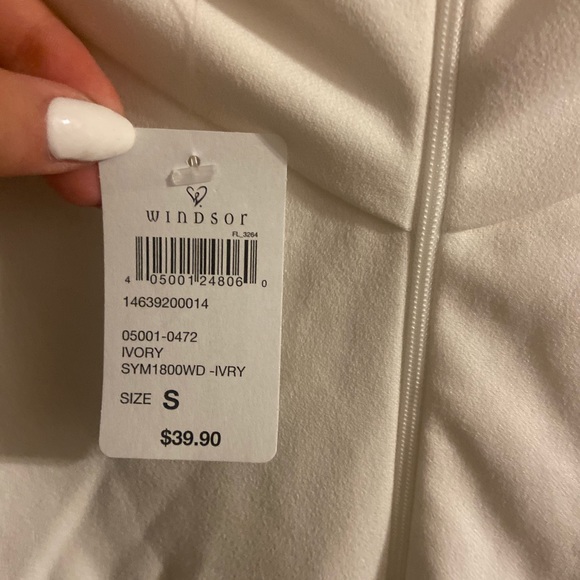 WINDSOR
FL_3264
4 05001 24806 0
14639200014
05001-0472
IVORY
SYM1800WD -IVRY
SIZE S
$39.90